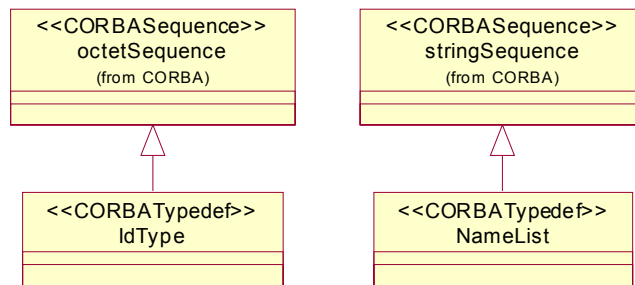 <<CORBASequence>>
octetSequence
(from CORBA)
<<CORBASequence>>
stringSequence
(from CORBA)
<<CORBATypedef>>
IdType
<<CORBATypedef>>
NameList